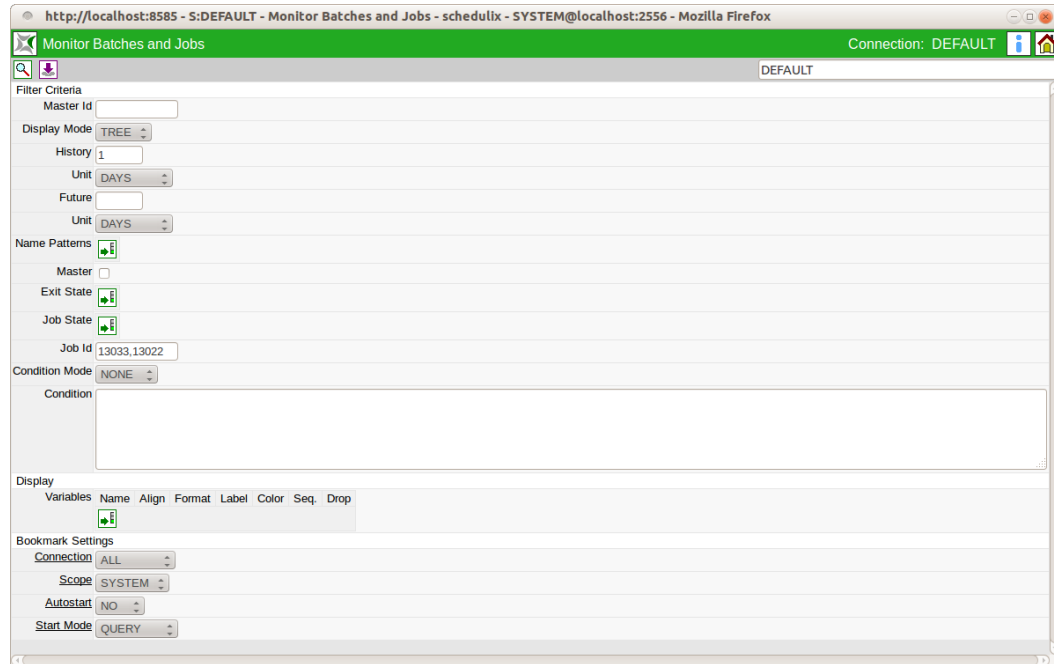 http://localhost:8585 - S:DEFAULT - Monitor Batches and Jobs - schedulix - SYSTEM@localhost:2556 - Mozilla Firefox
Monitor Batches and Jobs Connection: DEFAULT
DEFAULT
Filter Criteria
Master Id
Display Mode TREE
History 1
Unit DAYS
Future
Unit DAYS
Name Patterns
Master
Exit State
Job State
Job Id 13033,13022
Condition Mode NONE
Condition
Display
Variables Name Align Format Label Color Seq. Drop
Bookmark Settings
Connection ALL
Scope SYSTEM
Autostart NO
Start Mode QUERY